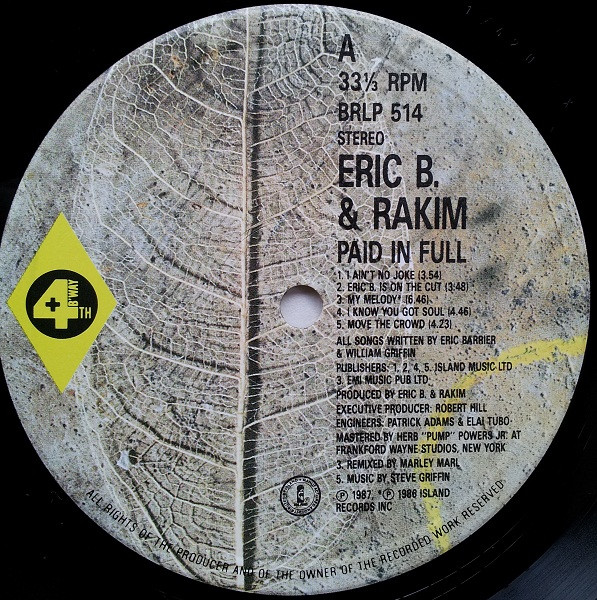 A
33⅓ RPM
BRLP 514
STEREO
ERIC B.
& RAKIM
PAID IN FULL
1. I AIN'T NO JOKE (3.54)
2. ERIC B. IS ON THE CUT (3:48)
3. MY MELODY* (6.46)
4. I KNOW YOU GOT SOUL (4.46)
5. MOVE THE CROWD (4.23)
ALL SONGS WRITTEN BY ERIC BARBIER
& WILLIAM GRIFFIN
PUBLISHERS: 1, 2, 4, 5. ISLAND MUSIC LTD
3. EMI MUSIC PUB LTD
PRODUCED BY ERIC B. & RAKIM
EXECUTIVE PRODUCER: ROBERT HILL
ENGINEERS: PATRICK ADAMS & ELAI TUBO
MASTERED BY HERB "PUMP" POWERS JR. AT
FRANKFORD WAYNE STUDIOS, NEW YORK
3. REMIXED BY MARLEY MARL
5. MUSIC BY STEVE GRIFFIN
℗ 1987, *℗ 1986 ISLAND
RECORDS INC
4TH
B'WAY
ALL RIGHTS OF THE PRODUCER AND OF THE OWNER OF THE RECORDED WORK RESERVED